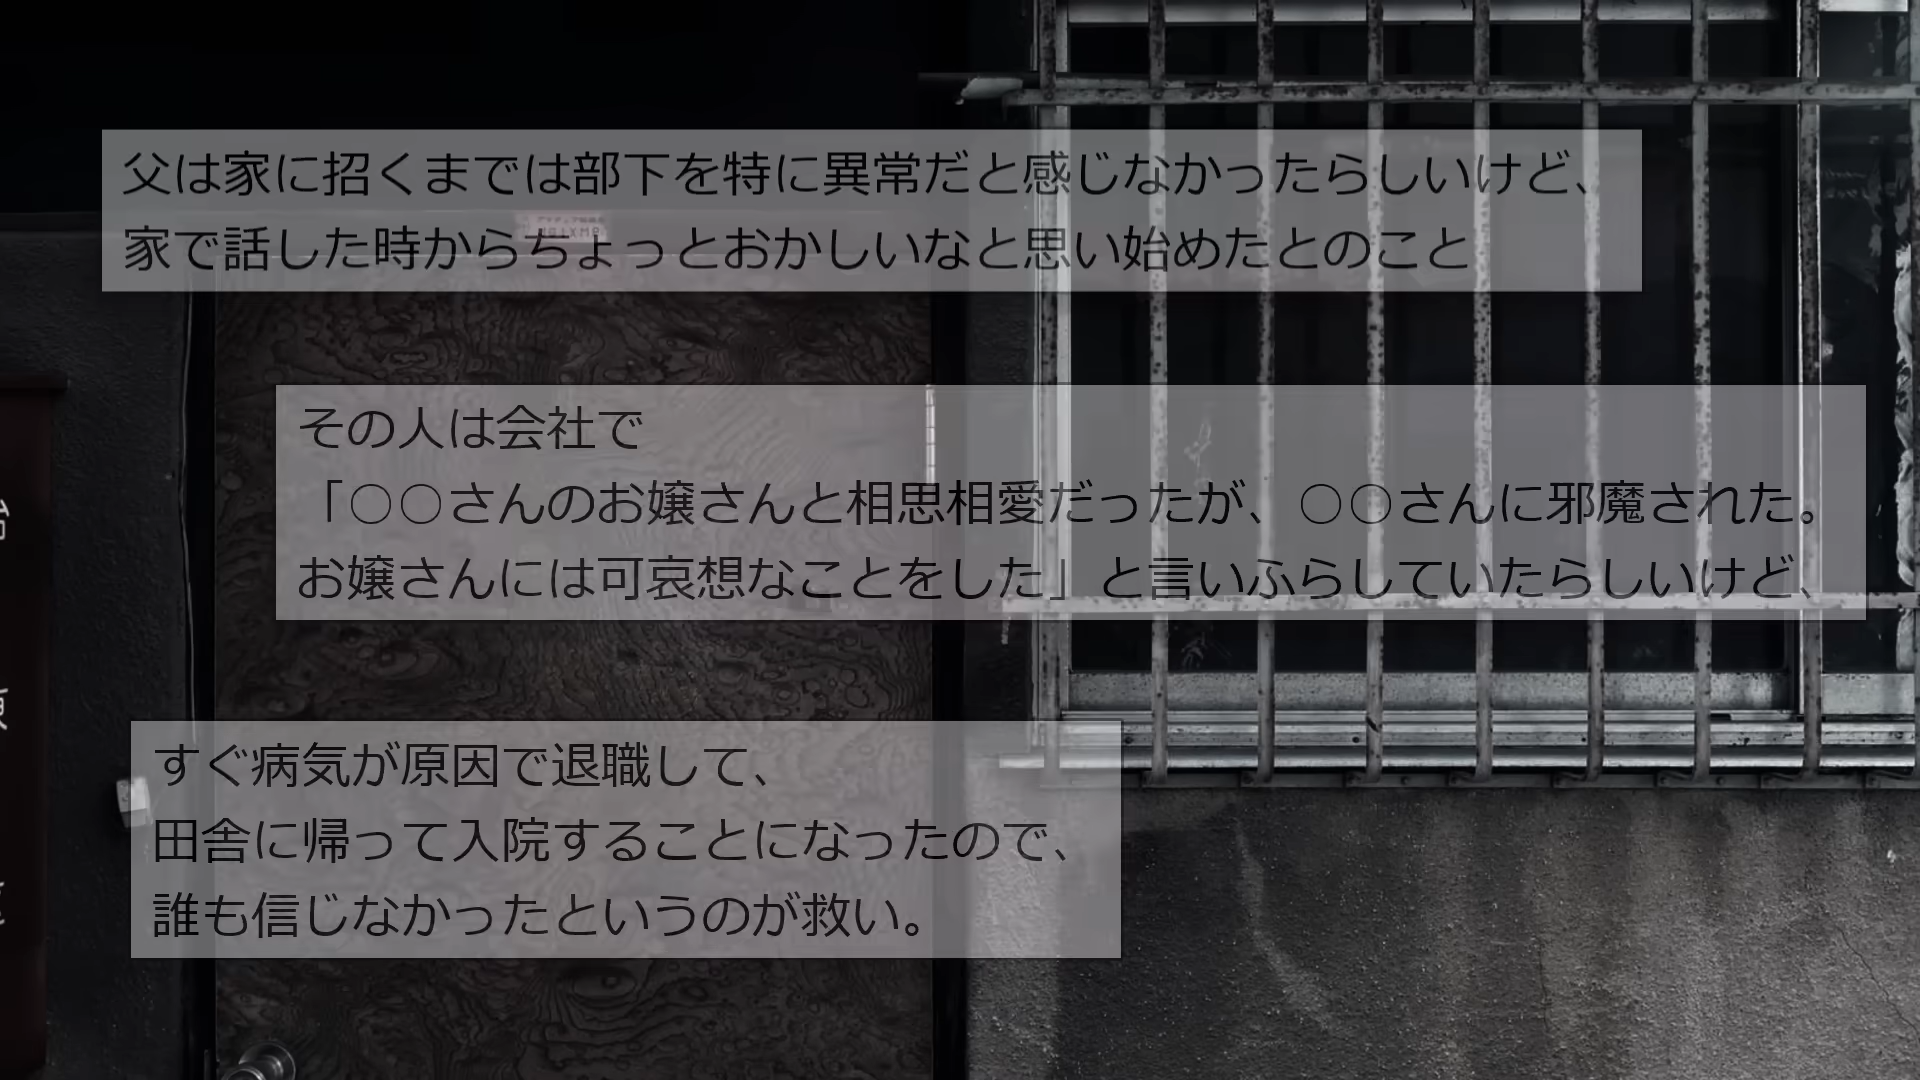 父は家に招くまでは部下を特に異常だと感じなかったらしいけど、
家で話した時からちょっとおかしいなと思い始めたとのこと
その人は会社で
「○○さんのお嬢さんと相思相愛だったが、○○さんに邪魔された。
お嬢さんには可哀想なことをした」と言いふらしていたらしいけど、
すぐ病気が原因で退職して、
田舎に帰って入院することになったので、
誰も信じなかったというのが救い。